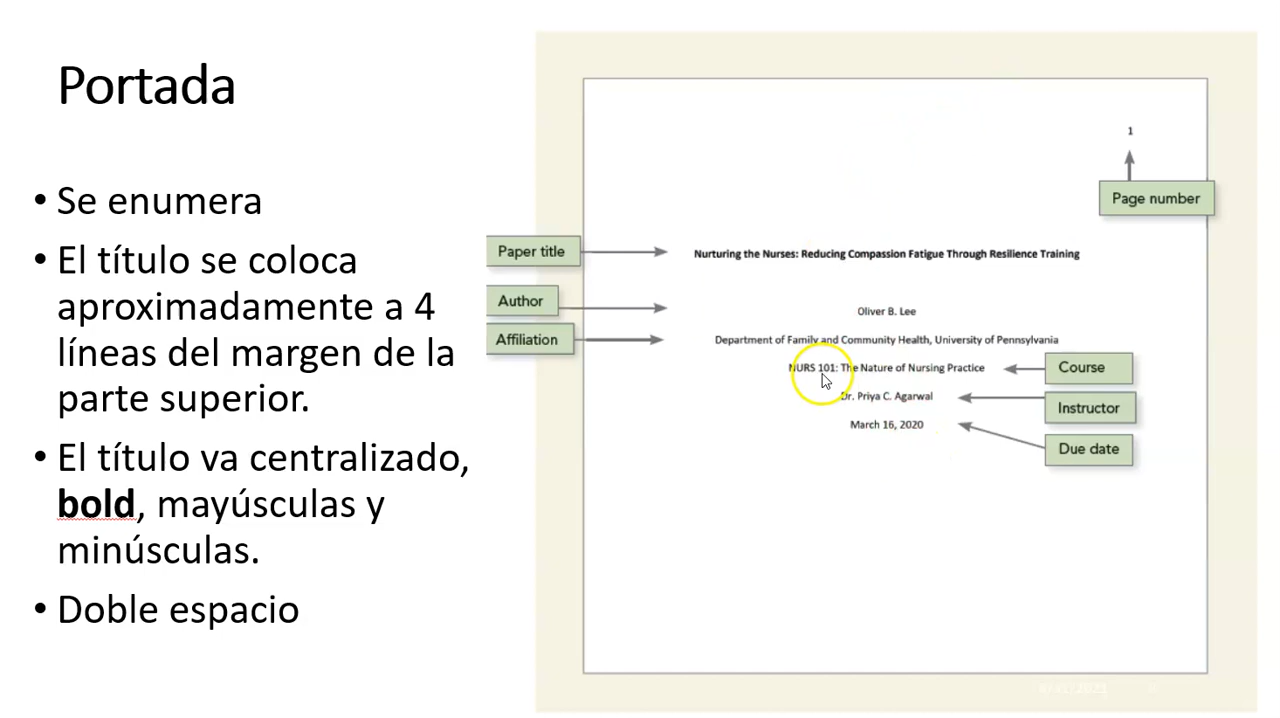 Portada
• Se enumera
• El título se coloca
aproximadamente a 4
líneas del margen de la
parte superior.
• El título va centralizado,
bold, mayúsculas y
minúsculas.
• Doble espacio
1
Page number
Paper title
Nurturing the Nurses: Reducing Compassion Fatigue Through Resilience Training
Author
Oliver B. Lee
Affiliation
Department of Family and Community Health, University of Pennsylvania
NURS 101: The Nature of Nursing Practice
Course
Dr. Priya C. Agarwal
Instructor
March 16, 2020
Due date